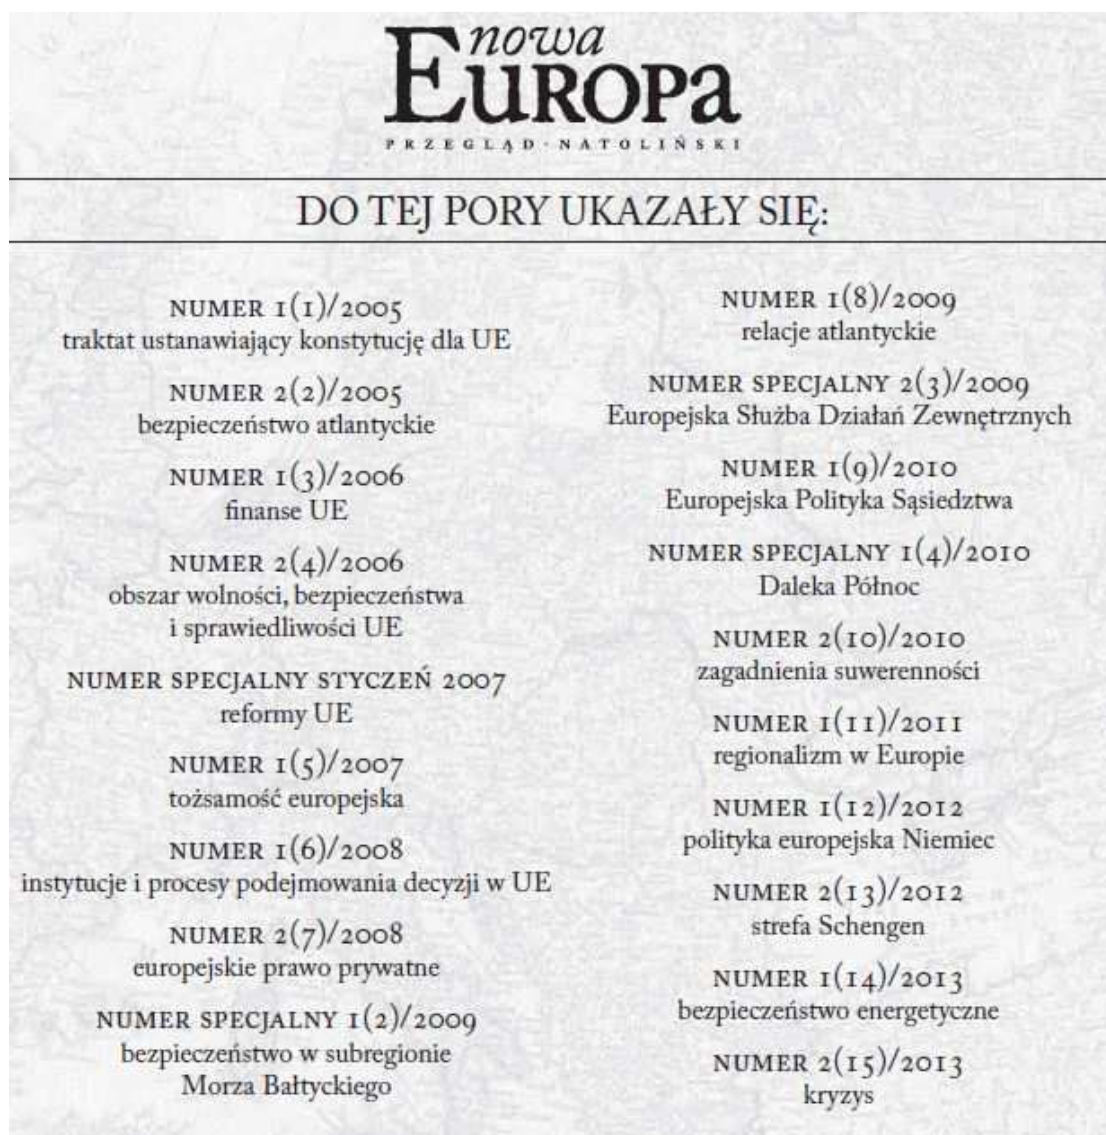 nowa
Europa
PRZEGLĄD·NATOLIŃSKI
DO TEJ PORY UKAZAŁY SIĘ:
NUMER 1(1)/2005
traktat ustanawiający konstytucję dla UE
NUMER 2(2)/2005
bezpieczeństwo atlantyckie
NUMER 1(3)/2006
finanse UE
NUMER 2(4)/2006
obszar wolności, bezpieczeństwa
i sprawiedliwości UE
NUMER SPECJALNY STYCZEŃ 2007
reformy UE
NUMER 1(5)/2007
tożsamość europejska
NUMER 1(6)/2008
instytucje i procesy podejmowania decyzji w UE
NUMER 2(7)/2008
europejskie prawo prywatne
NUMER SPECJALNY 1(2)/2009
bezpieczeństwo w subregionie
Morza Bałtyckiego
NUMER 1(8)/2009
relacje atlantyckie
NUMER SPECJALNY 2(3)/2009
Europejska Służba Działań Zewnętrznych
NUMER 1(9)/2010
Europejska Polityka Sąsiedztwa
NUMER SPECJALNY 1(4)/2010
Daleka Północ
NUMER 2(10)/2010
zagadnienia suwerenności
NUMER 1(11)/2011
regionalizm w Europie
NUMER 1(12)/2012
polityka europejska Niemiec
NUMER 2(13)/2012
strefa Schengen
NUMER 1(14)/2013
bezpieczeństwo energetyczne
NUMER 2(15)/2013
kryzys